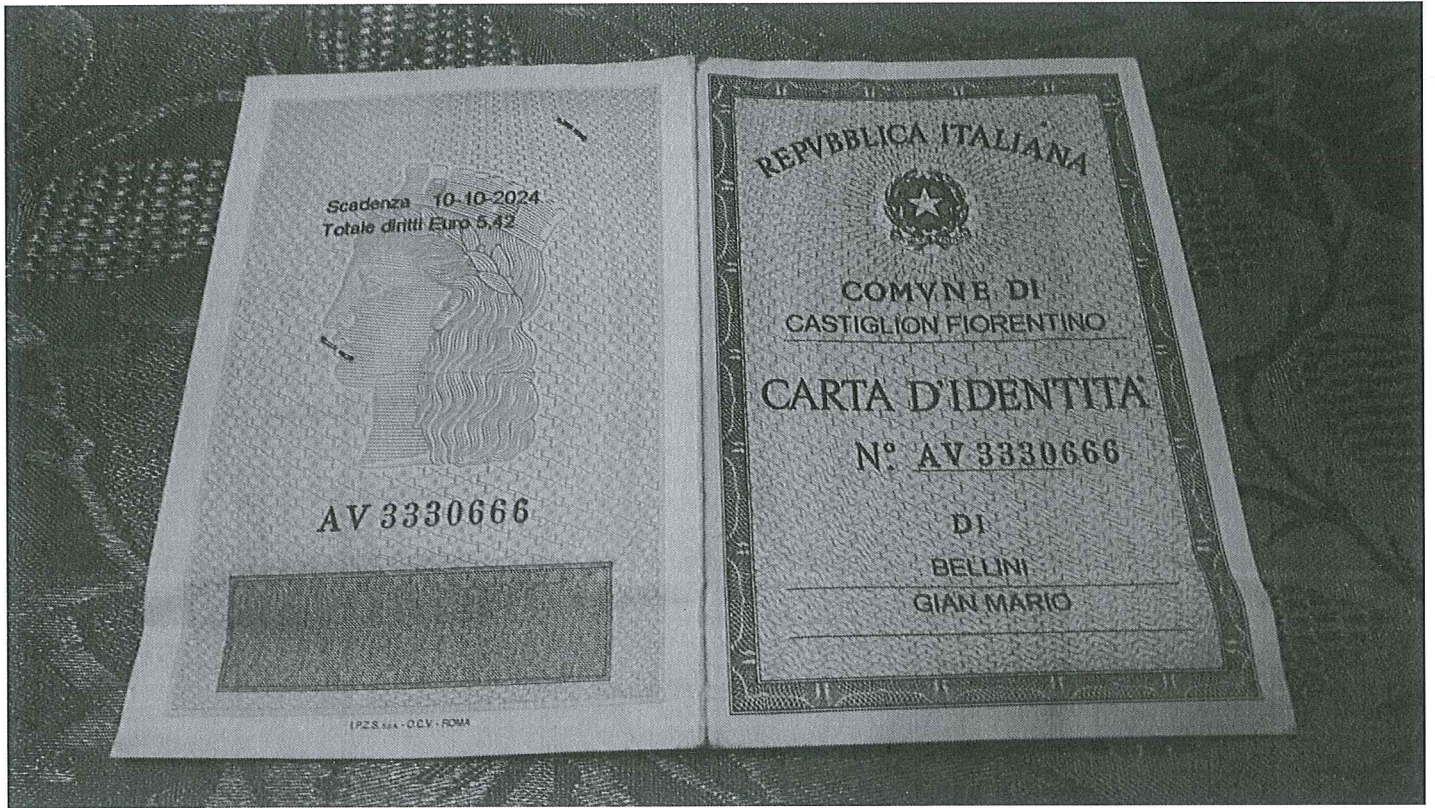 Scadenza 10-10-2024
Totale diritti Euro 5,42
AV 3330666
I.P.Z.S. s.p.a. - O.C.V. - ROMA
REPVBBLICA ITALIANA
COMVNE DI
CASTIGLION FIORENTINO
CARTA D'IDENTITA'
N° AV 3330666
DI
BELLINI
GIAN MARIO